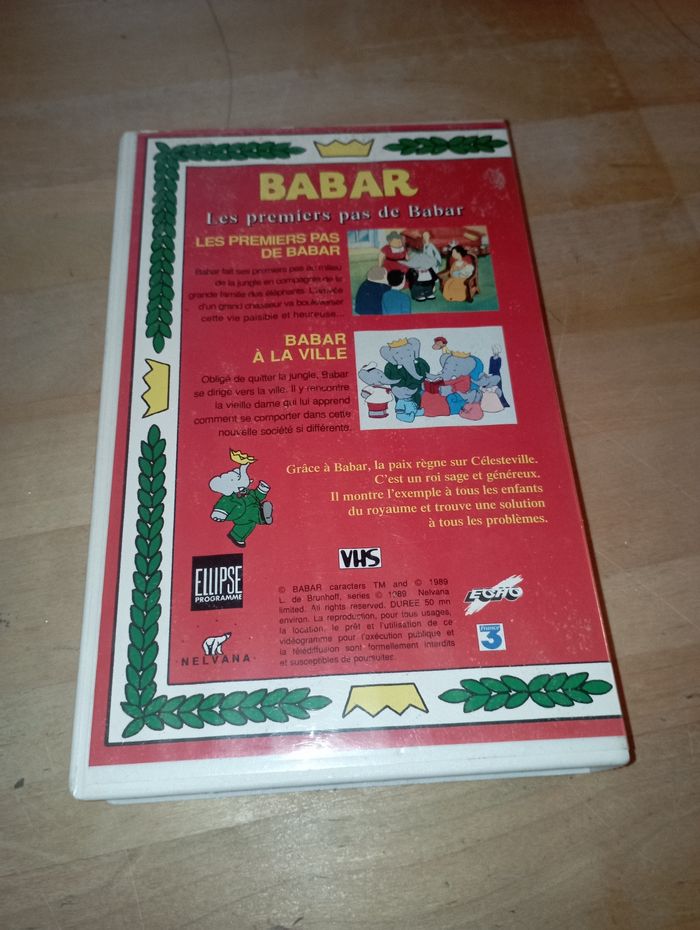 BABAR
Les premiers pas de Babar
LES PREMIERS PAS
DE BABAR
Babar fait ses premiers pas au milieu
de la jungle en compagnie de la
grande famille des éléphants. L'arrivée
d'un grand chasseur va bouleverser
cette vie paisible et heureuse...
BABAR
À LA VILLE
Obligé de quitter la jungle, Babar
se dirige vers la ville. Il y rencontre
la vieille dame qui lui apprend
comment se comporter dans cette
nouvelle société si différente.
Grâce à Babar, la paix règne sur Célesteville.
C'est un roi sage et généreux.
Il montre l'exemple à tous les enfants
du royaume et trouve une solution
à tous les problèmes.
ELLIPSE
PROGRAMME
NELVANA
VHS
© BABAR caracters TM and © 1989
L. de Brunhoff, series © 1989 Nelvana
limited. All rights reserved. DUREE 50 mn
environ. La reproduction, pour tous usages,
la location, le prêt et l'utilisation de ce
vidéogramme pour l'exécution publique et
la télédiffusion sont formellement interdits
et susceptibles de poursuites.
France
3